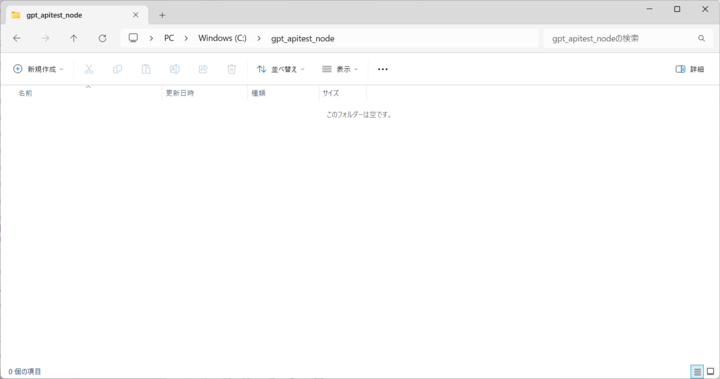 gpt_apitest_node
PC Windows (C:) gpt_apitest_node gpt_apitest_nodeの検索
新規作成 並べ替え 表示 詳細
名前 更新日時 種類 サイズ
このフォルダーは空です。
0 個の項目